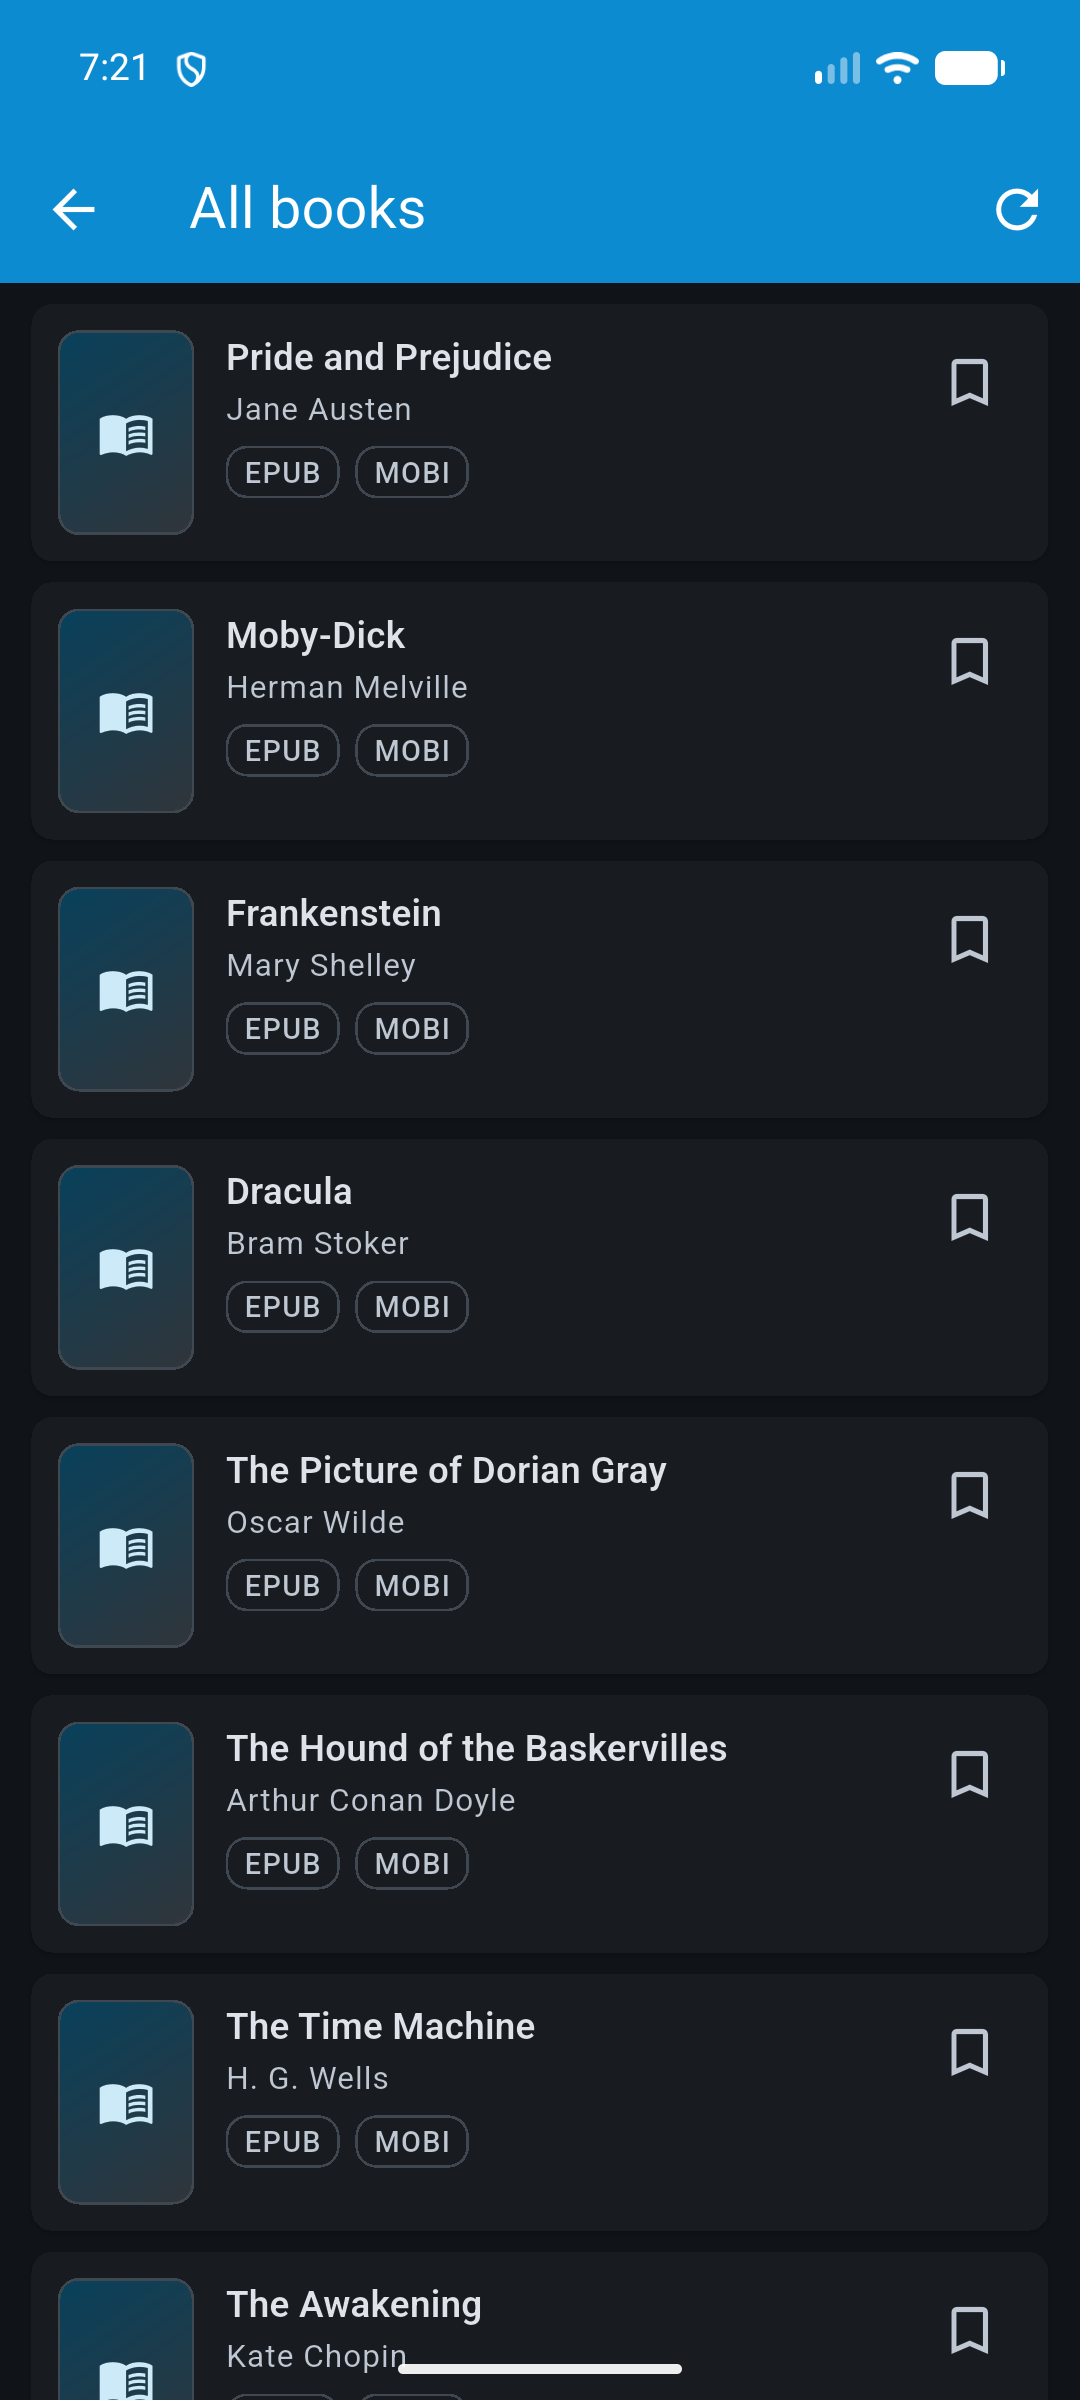 7:21
All books
Pride and Prejudice
Jane Austen
EPUB MOBI
Moby-Dick
Herman Melville
EPUB MOBI
Frankenstein
Mary Shelley
EPUB MOBI
Dracula
Bram Stoker
EPUB MOBI
The Picture of Dorian Gray
Oscar Wilde
EPUB MOBI
The Hound of the Baskervilles
Arthur Conan Doyle
EPUB MOBI
The Time Machine
H. G. Wells
EPUB MOBI
The Awakening
Kate Chopin